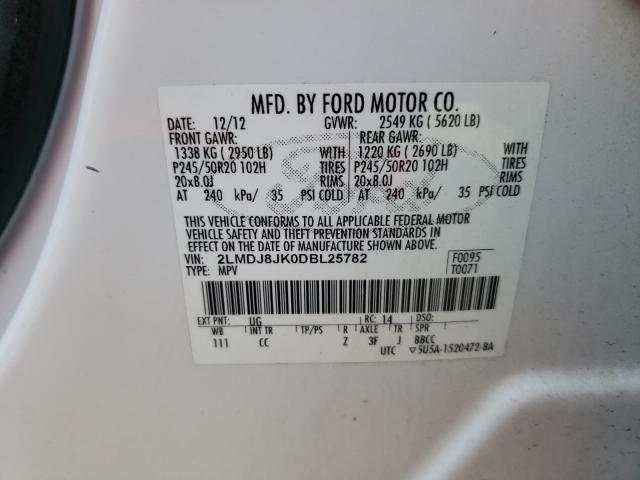 MFD. BY FORD MOTOR CO.
DATE: 12/12 GVWR: 2549 KG ( 5620 LB)
FRONT GAWR: REAR GAWR:
1338 KG ( 2950 LB) WITH 1220 KG ( 2690 LB) WITH
P245/50R20 102H TIRES P245/50R20 102H TIRES
20x8.0J RIMS 20x8.0J RIMS
AT 240 kPa/ 35 PSI COLD AT 240 kPa/ 35 PSI COLD
THIS VEHICLE CONFORMS TO ALL APPLICABLE FEDERAL MOTOR
VEHICLE SAFETY AND THEFT PREVENTION STANDARDS IN
EFFECT ON THE DATE OF MANUFACTURE SHOWN ABOVE.
VIN: 2LMDJ8JK0DBL25782 F0095
TYPE: MPV T0071
EXT PNT: UG RC: 14 DSO:
WB INT TR TP/PS R AXLE TR SPR
111 CC Z 3F J BBCC
UTC ▽5U5A-1520472-BA